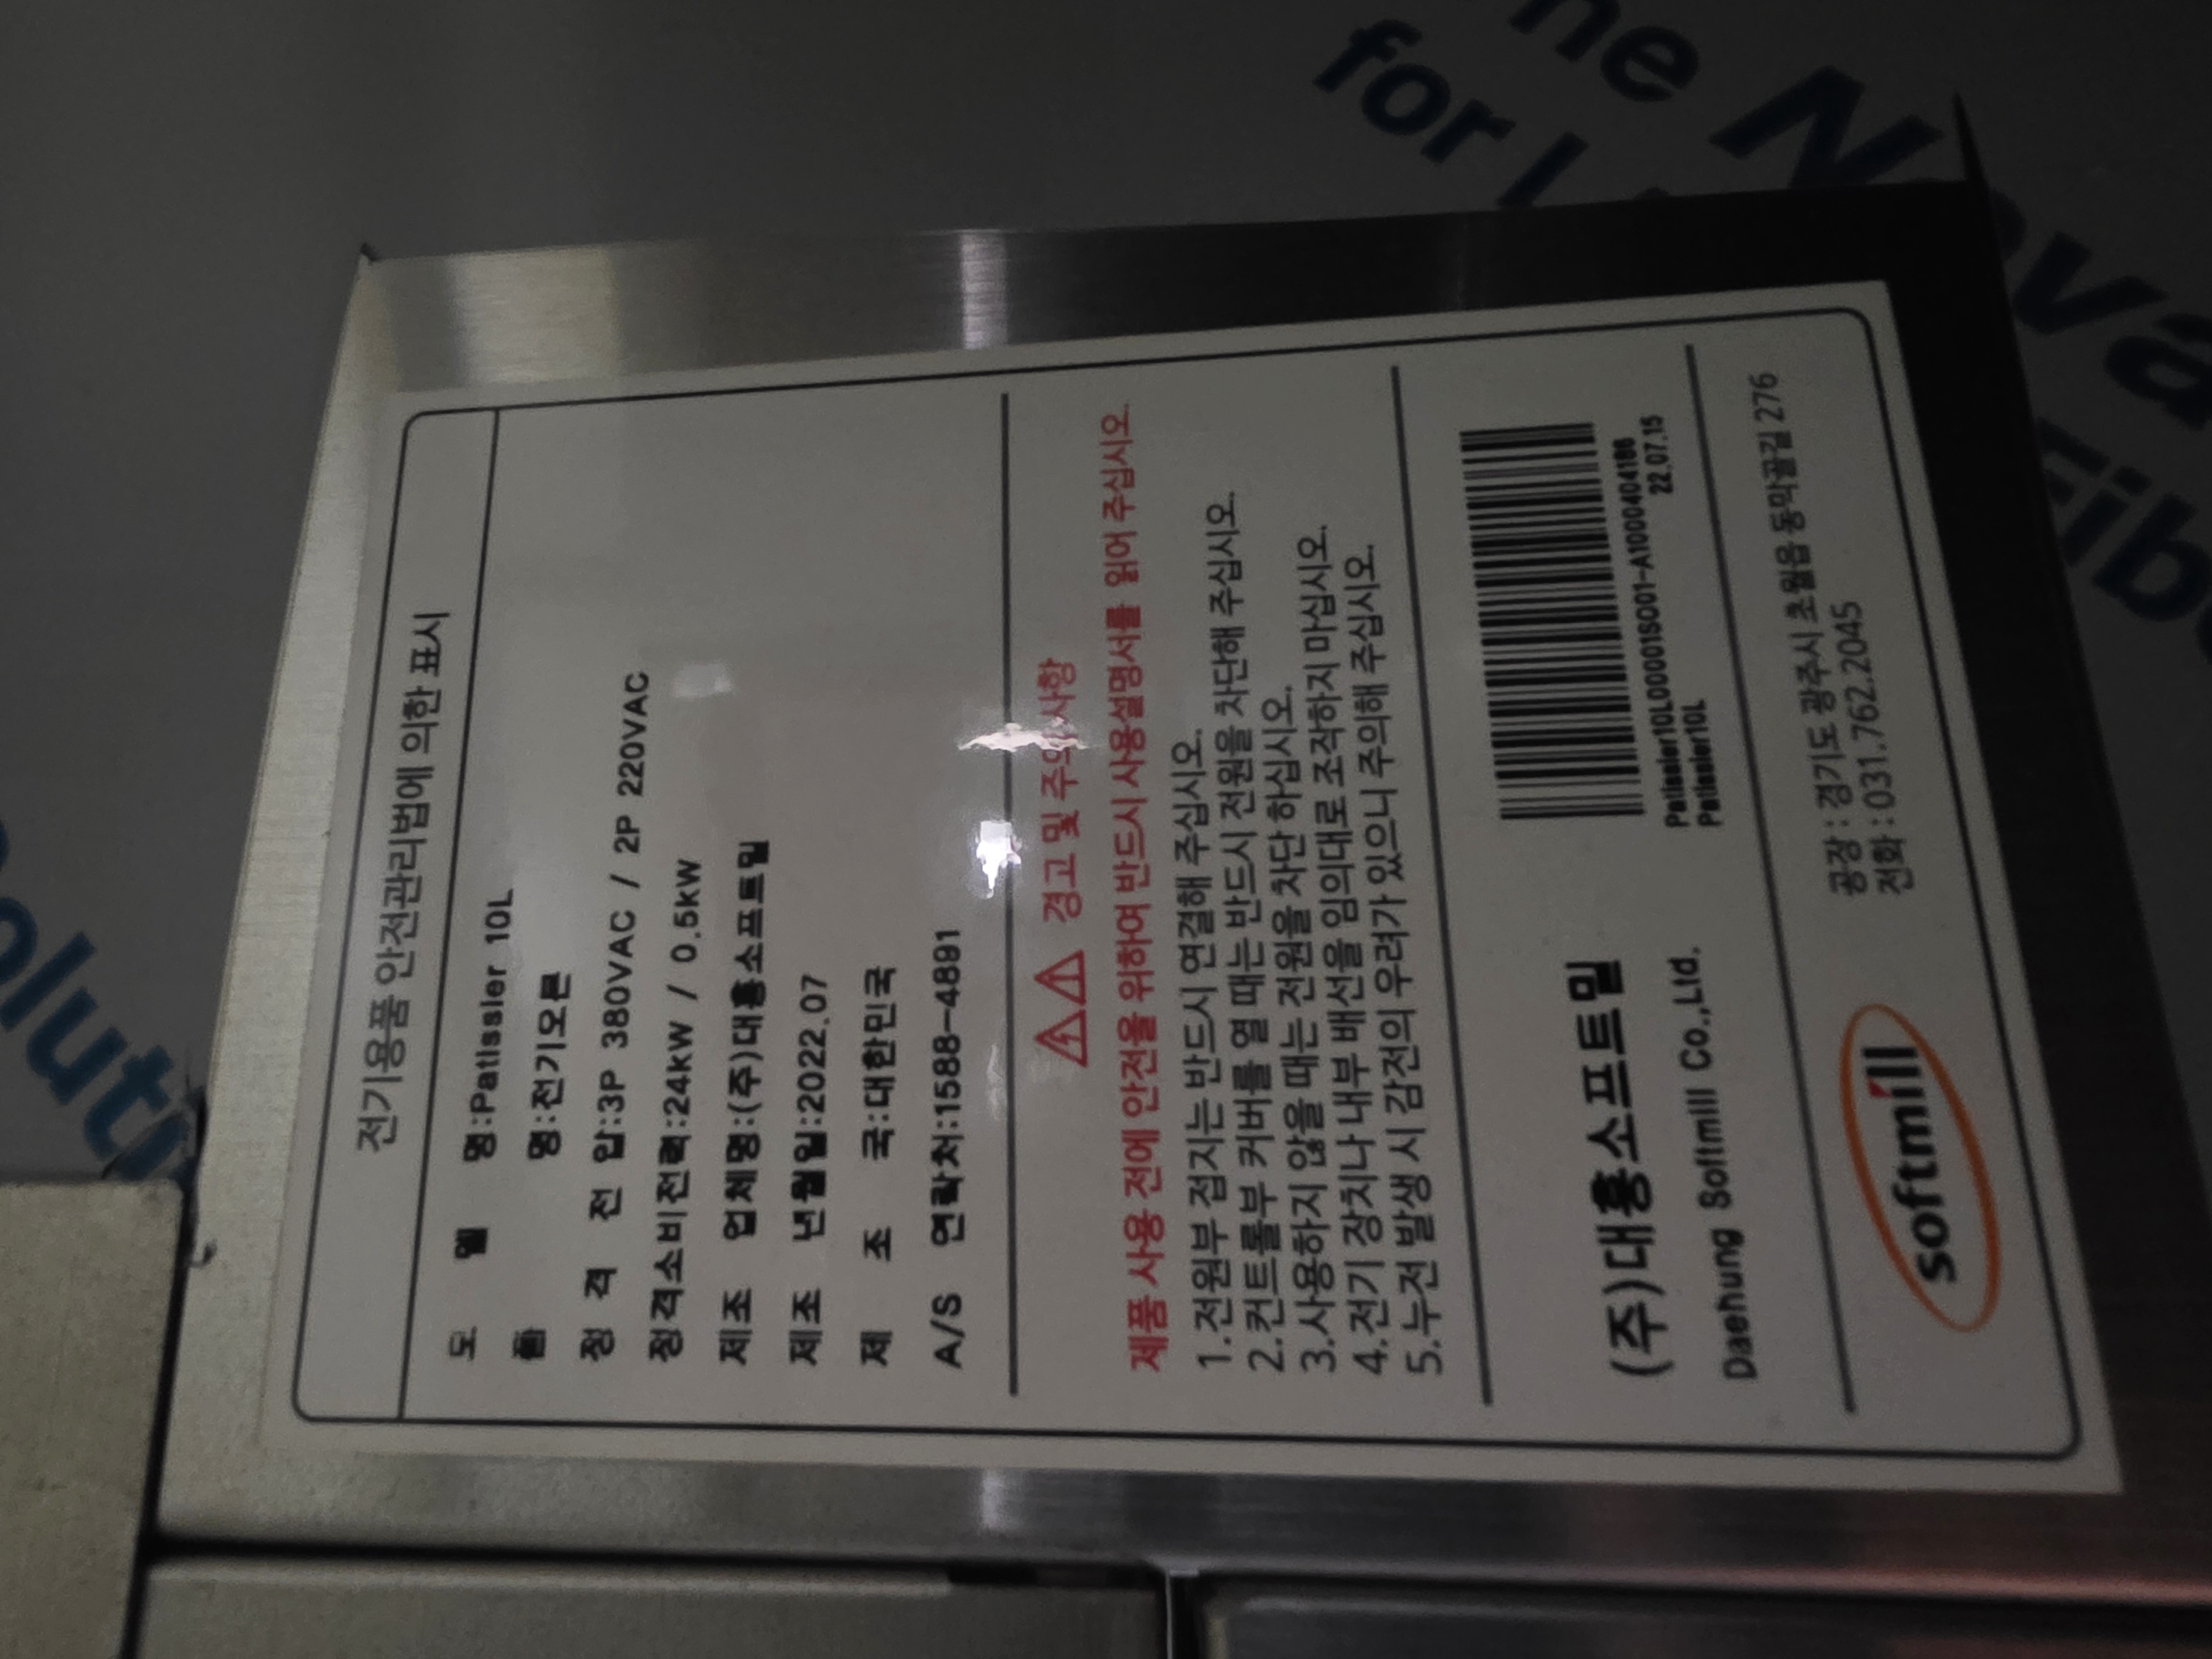 전기용품 안전관리법에 의한 표시
모 델 명:Patissier 10L
품 명:전기오븐
정 격 전 압:3P 380VAC / 2P 220VAC
정격소비전력:24kW / 0.5kW
제조 업체명:(주)대흥소프트밀
제조 년월일:2022.07
제 조 국:대한민국
A/S 연락처:1588-4891
경고 및 주의사항
제품 사용 전에 안전을 위하여 반드시 사용설명서를 읽어 주십시오.
1.전원부 접지는 반드시 연결해 주십시오.
2.컨트롤부 커버를 열 때는 반드시 전원을 차단해 주십시오.
3.사용하지 않을 때는 전원을 차단 하십시오.
4.전기 장치나 내부 배선을 임의대로 조작하지 마십시오.
5.누전 발생 시 감전의 우려가 있으니 주의해 주십시오.
(주)대흥소프트밀
Daehung Softmill Co.,Ltd.
Patissier10L00001SO01-A1000404186
Patissier10L 22.07.15
softmill
공장 : 경기도 광주시 초월읍 동막골길 276
전화 : 031.762.2045
for